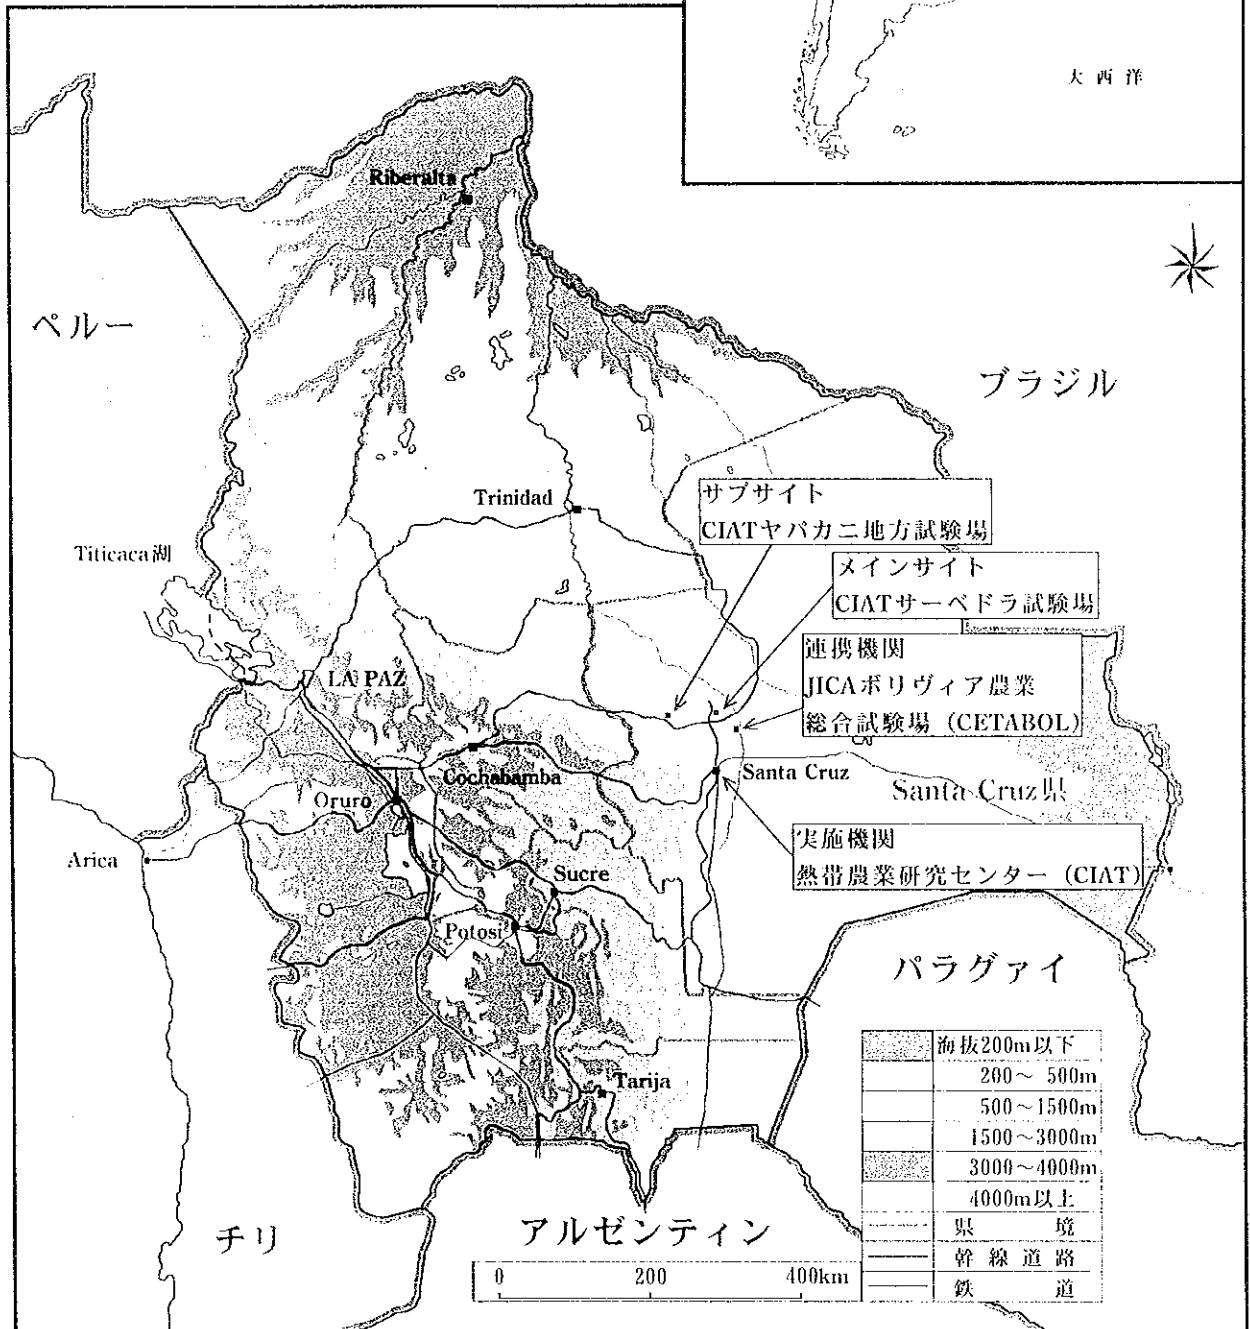 大西洋
Riberalta
ペルー
ブラジル
Trinidad
サブサイト
CIATヤパカニ地方試験場
Titicaca湖
メインサイト
CIATサーベドラ試験場
連携機関
JICAボリヴィア農業
総合試験場 (CETABOL)
LA PAZ
Cochabamba
Santa Cruz
Santa Cruz県
Oruro
実施機関
熱帯農業研究センター (CIAT)
Arica
Sucre
Potosi
パラグァイ
海抜200m以下
200～ 500m
500～1500m
1500～3000m
3000～4000m
4000m以上
県 境
幹線道路
鉄 道
Tarija
チリ
アルゼンティン
0 200 400km